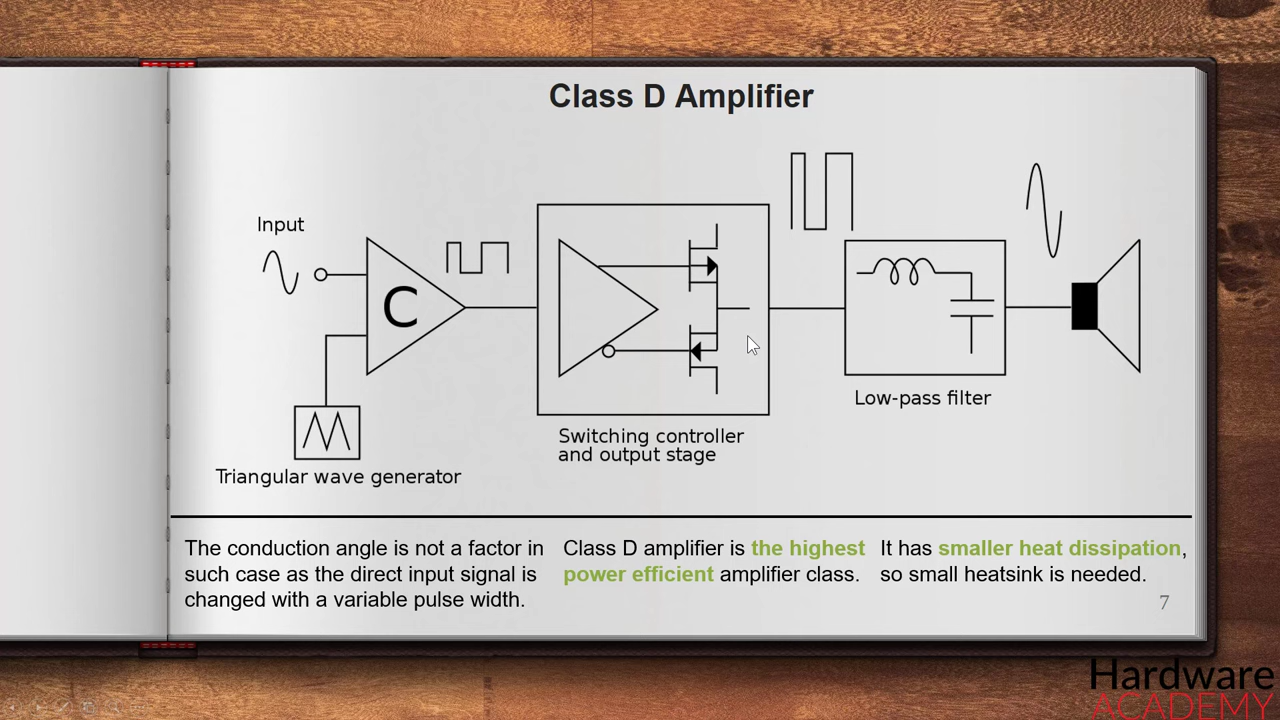 Class D Amplifier
Input
C
Triangular wave generator
Switching controller
and output stage
Low-pass filter
The conduction angle is not a factor in
such case as the direct input signal is
changed with a variable pulse width.
Class D amplifier is the highest
power efficient amplifier class.
It has smaller heat dissipation,
so small heatsink is needed.
7
Hardware
ACADEMY